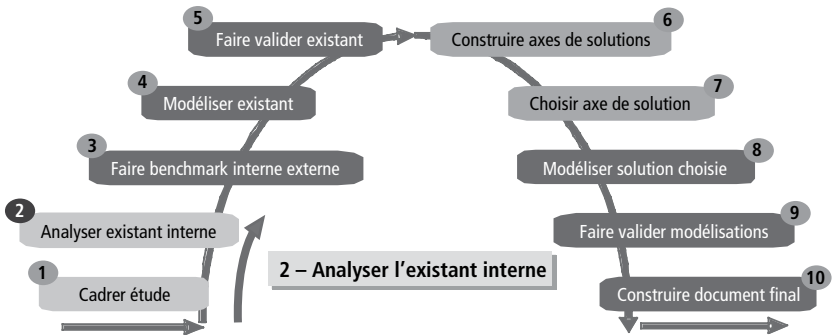 5
Faire valider existant
6
Construire axes de solutions
4
Modéliser existant
7
Choisir axe de solution
3
Faire benchmark interne externe
8
Modéliser solution choisie
2
Analyser existant interne
9
Faire valider modélisations
2 – Analyser l'existant interne
1
Cadrer étude
10
Construire document final